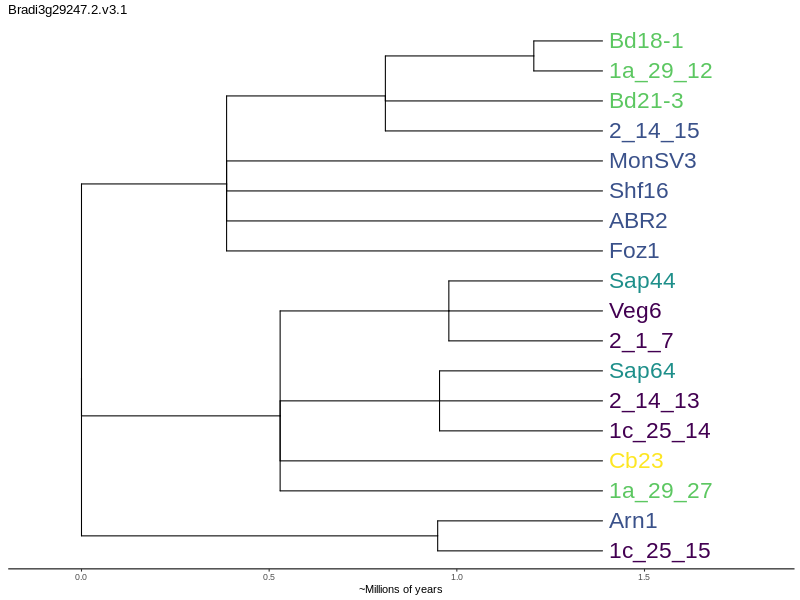 Bradi3g29247.2.v3.1
Bd18-1
1a_29_12
Bd21-3
2_14_15
MonSV3
Shf16
ABR2
Foz1
Sap44
Veg6
2_1_7
Sap64
2_14_13
1c_25_14
Cb23
1a_29_27
Arn1
1c_25_15
0.0 0.5 1.0 1.5
~Millions of years